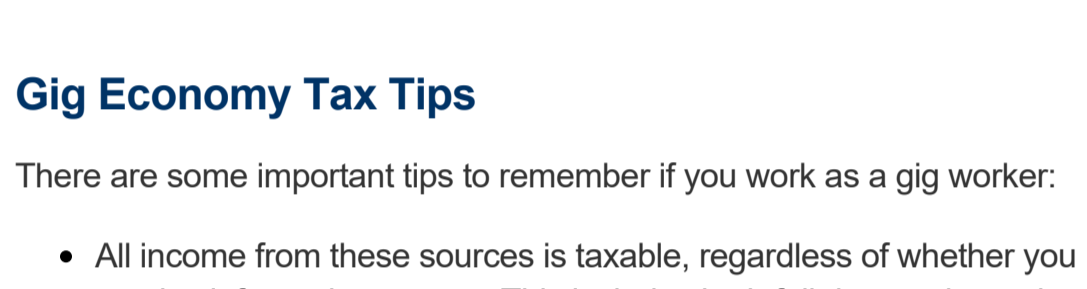 Gig Economy Tax Tips
There are some important tips to remember if you work as a gig worker:
• All income from these sources is taxable, regardless of whether you